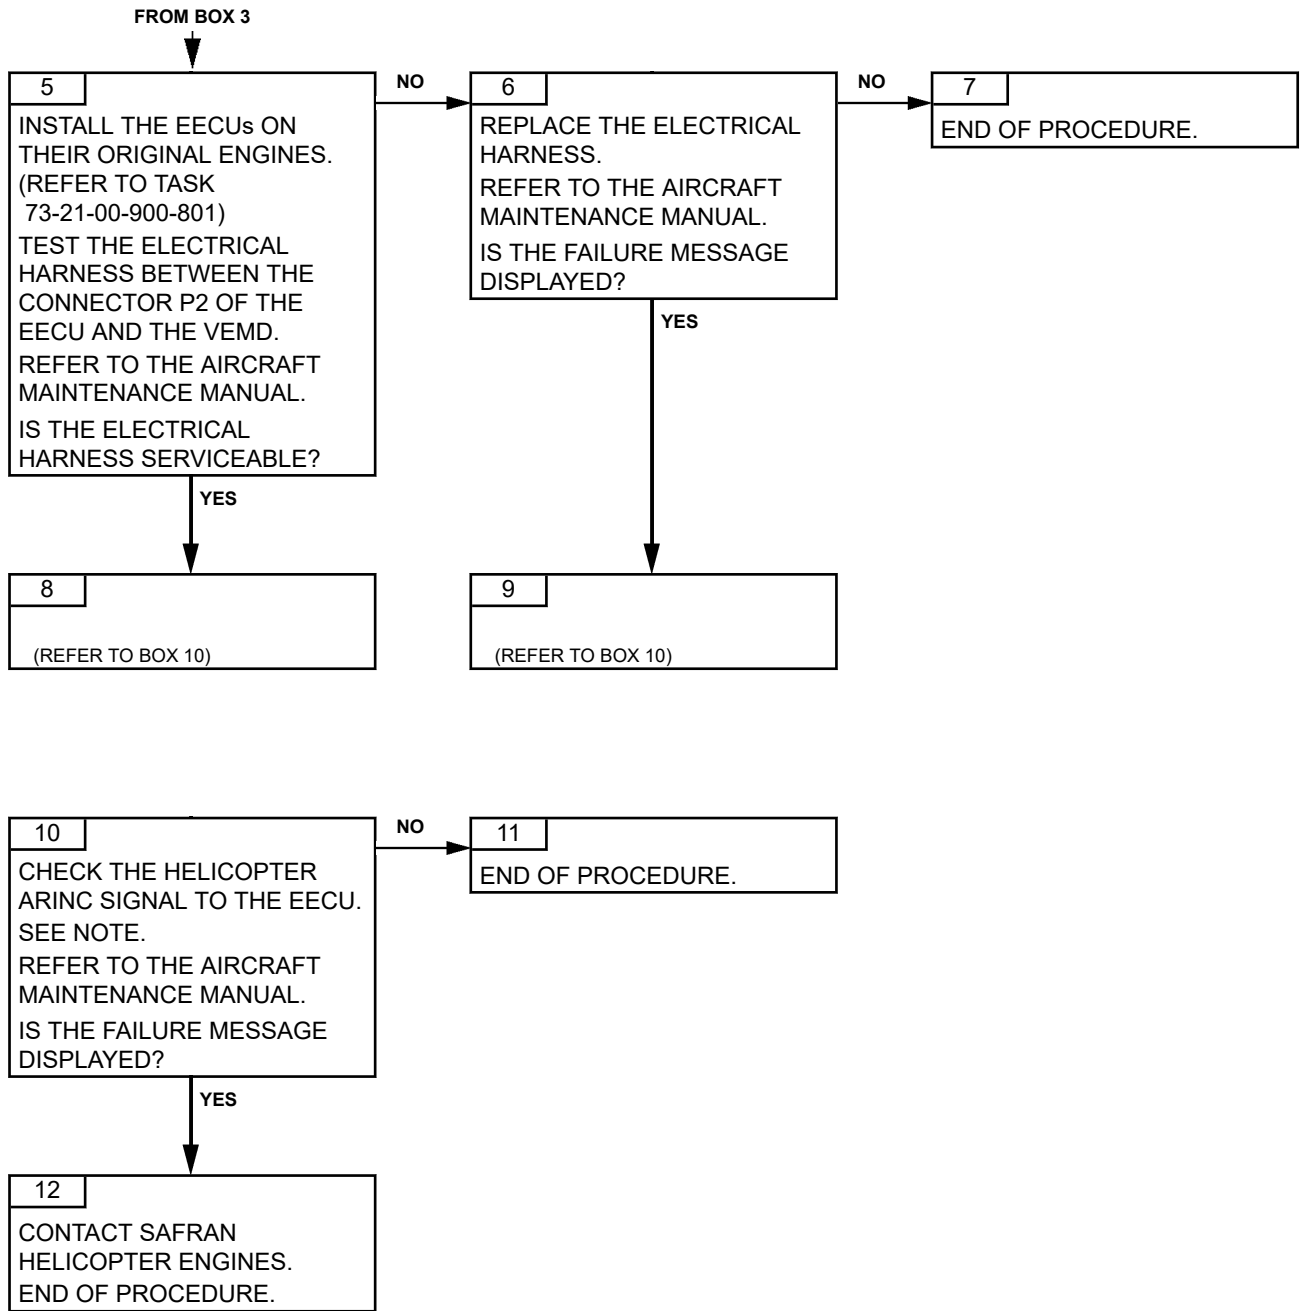 FROM BOX 3
5
INSTALL THE EECUs ON
THEIR ORIGINAL ENGINES.
(REFER TO TASK
73-21-00-900-801)
TEST THE ELECTRICAL
HARNESS BETWEEN THE
CONNECTOR P2 OF THE
EECU AND THE VEMD.
REFER TO THE AIRCRAFT
MAINTENANCE MANUAL.
IS THE ELECTRICAL
HARNESS SERVICEABLE?
NO
6
REPLACE THE ELECTRICAL
HARNESS.
REFER TO THE AIRCRAFT
MAINTENANCE MANUAL.
IS THE FAILURE MESSAGE
DISPLAYED?
NO
7
END OF PROCEDURE.
YES
YES
8
(REFER TO BOX 10)
9
(REFER TO BOX 10)
10
CHECK THE HELICOPTER
ARINC SIGNAL TO THE EECU.
SEE NOTE.
REFER TO THE AIRCRAFT
MAINTENANCE MANUAL.
IS THE FAILURE MESSAGE
DISPLAYED?
NO
11
END OF PROCEDURE.
YES
12
CONTACT SAFRAN
HELICOPTER ENGINES.
END OF PROCEDURE.